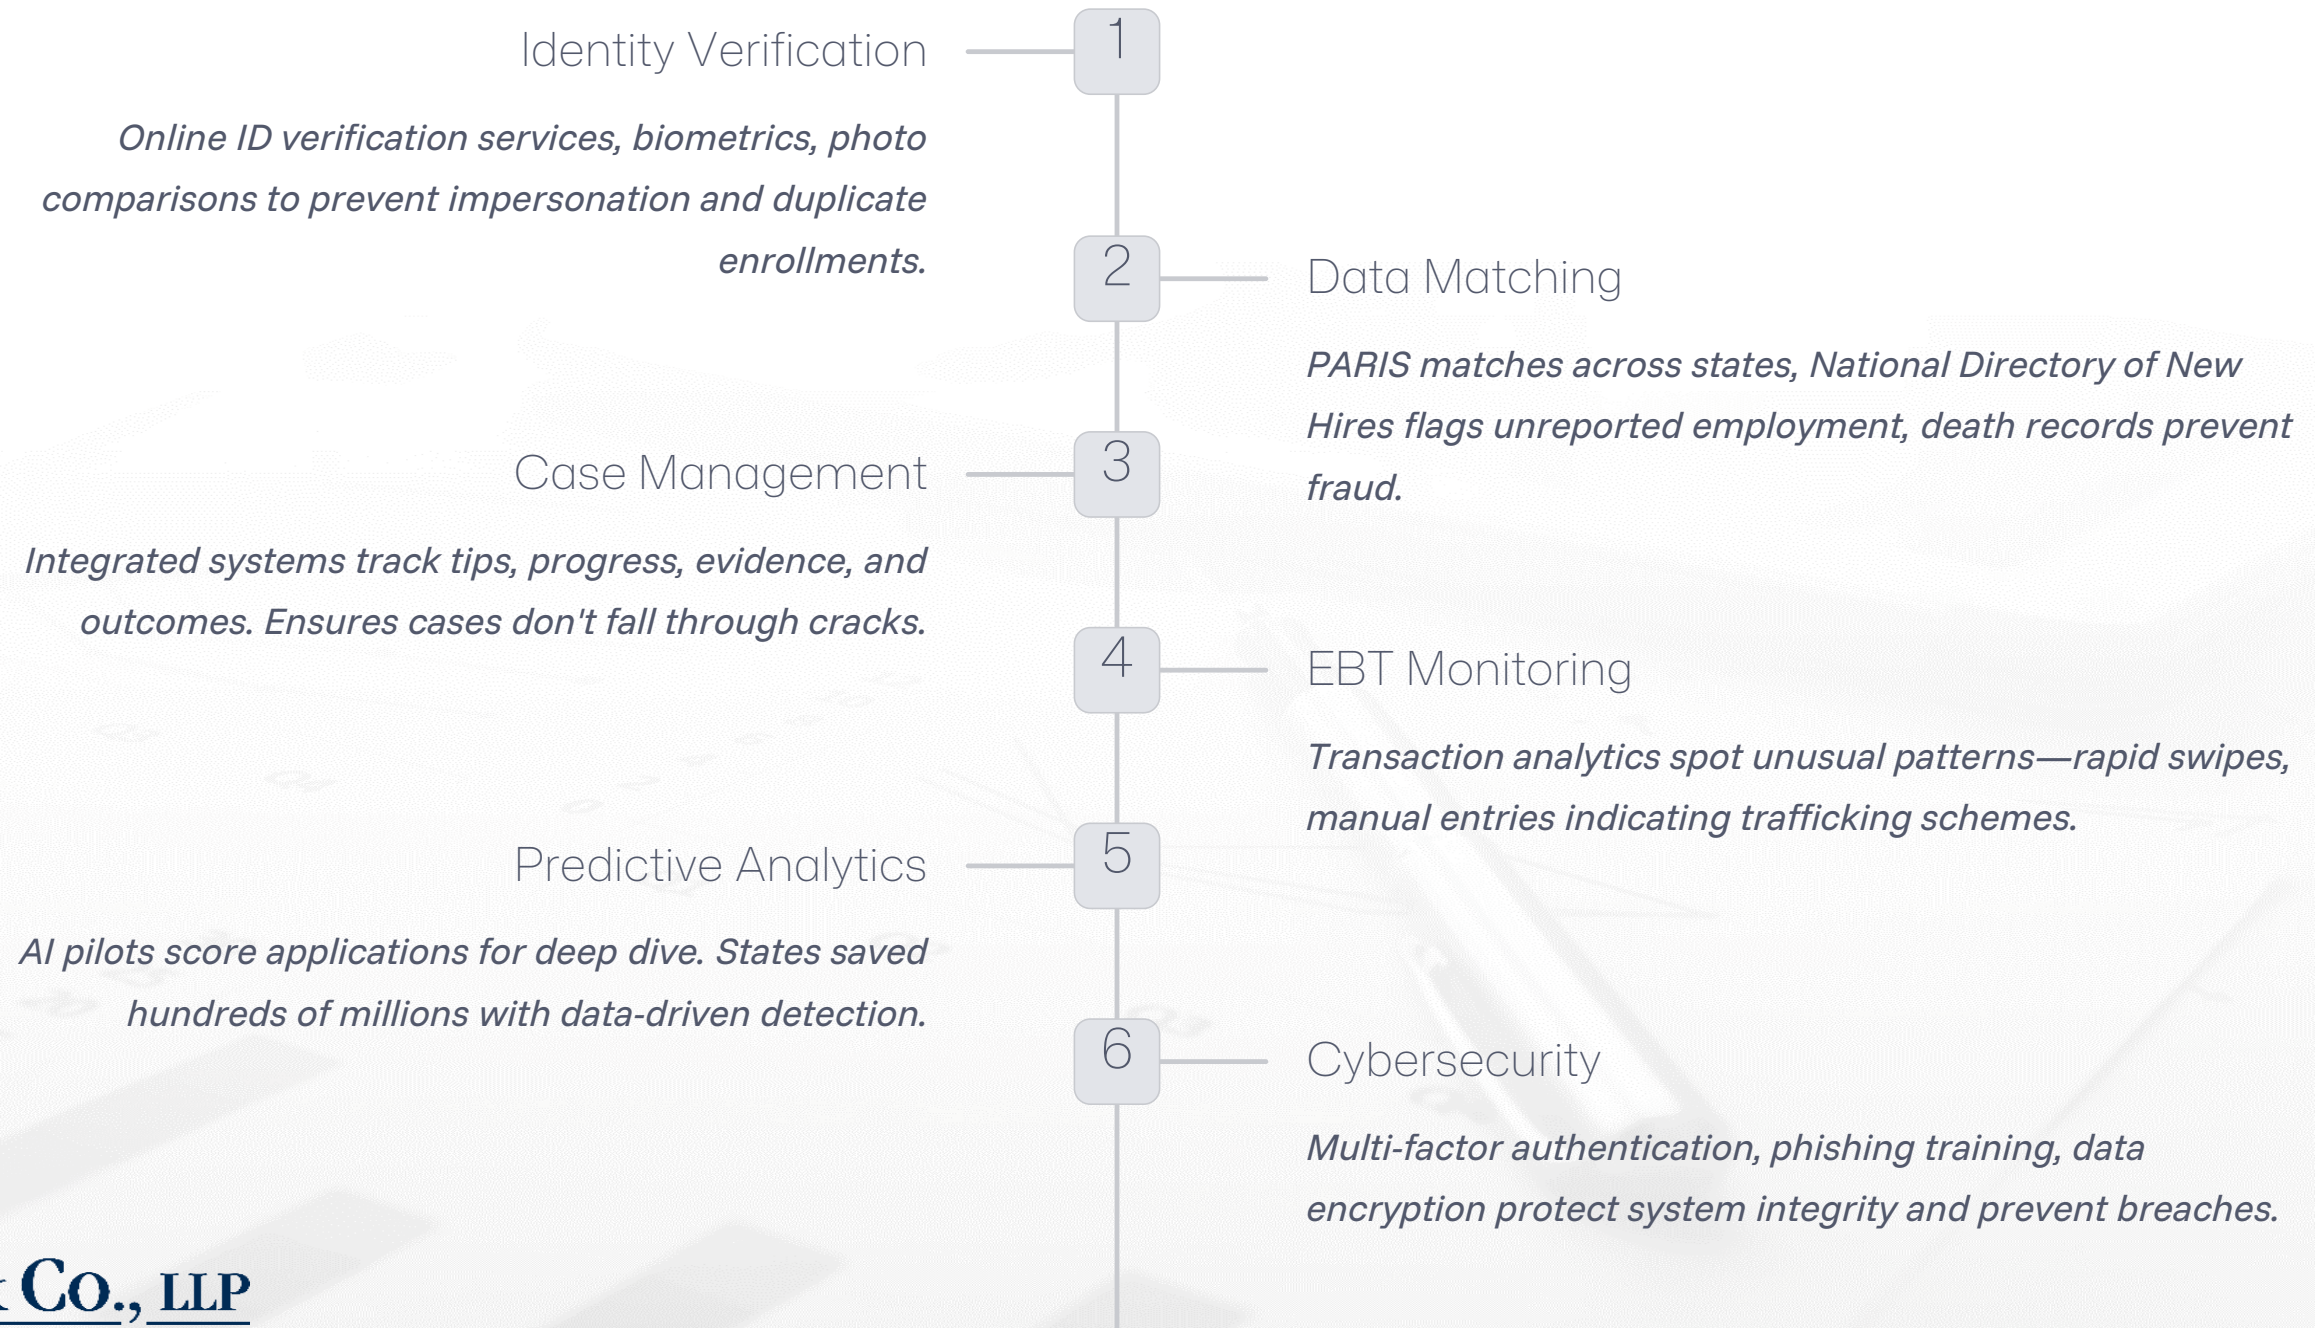 1
Identity Verification
Online ID verification services, biometrics, photo
comparisons to prevent impersonation and duplicate
enrollments.
2
Data Matching
PARIS matches across states, National Directory of New
Hires flags unreported employment, death records prevent
fraud.
3
Case Management
Integrated systems track tips, progress, evidence, and
outcomes. Ensures cases don't fall through cracks.
4
EBT Monitoring
Transaction analytics spot unusual patterns—rapid swipes,
manual entries indicating trafficking schemes.
5
Predictive Analytics
AI pilots score applications for deep dive. States saved
hundreds of millions with data-driven detection.
6
Cybersecurity
Multi-factor authentication, phishing training, data
encryption protect system integrity and prevent breaches.
Co., LLP